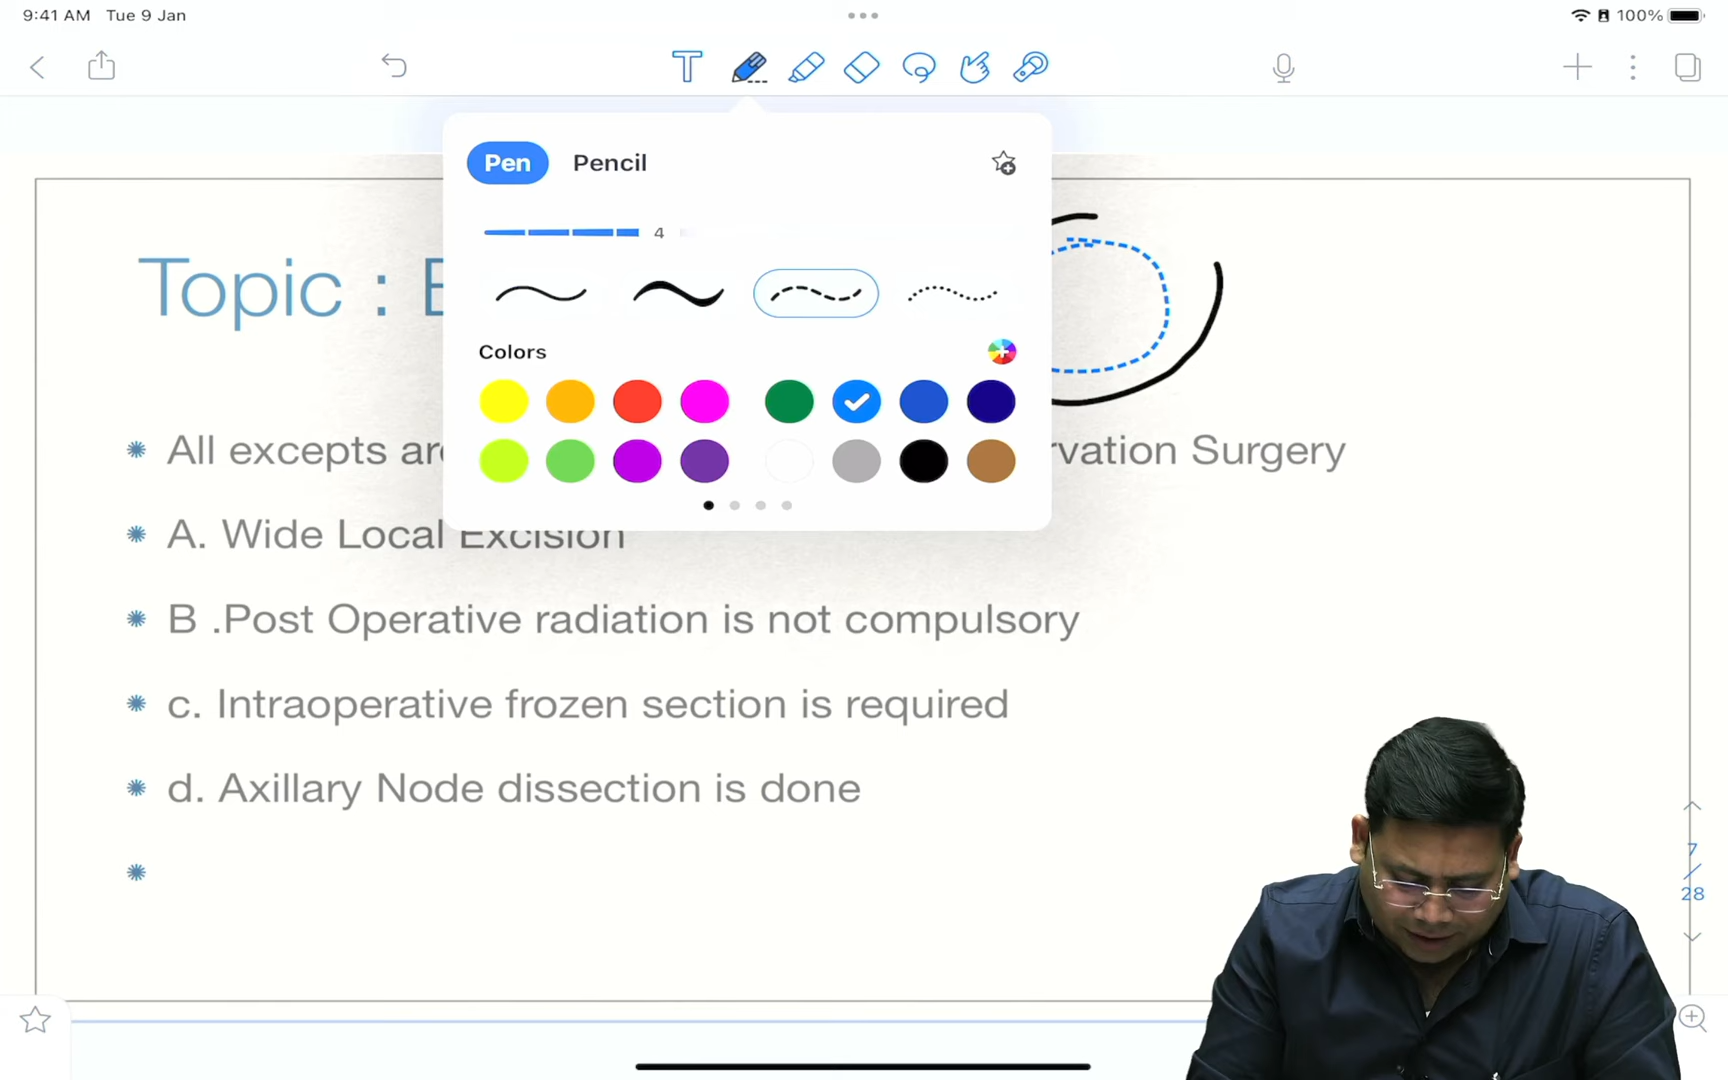 9:41 AM Tue 9 Jan
100%
Pen Pencil
4
Topic :
Colors
All excepts
vation Surgery
A. Wide Local Excision
B .Post Operative radiation is not compulsory
c. Intraoperative frozen section is required
d. Axillary Node dissection is done
7
/
28